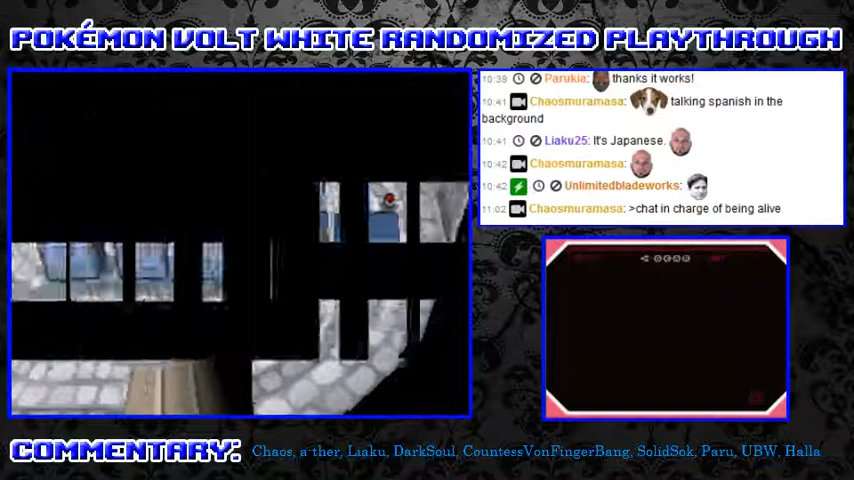 POKÉMON VOLT WHITE RANDOMIZED PLAYTHROUGH
10:39 Parukia: thanks it works!
10:41 Chaosmuramasa: talking spanish in the
background
10:41 Liaku25: It's Japanese.
10:42 Chaosmuramasa:
10:42 Unlimitedbladeworks:
11:02 Chaosmuramasa: >chat in charge of being alive
COMMENTARY: Chaos, a-ther, Liaku, DarkSoul, CountessVonFingerBang, SolidSok, Paru, UBW, Halla